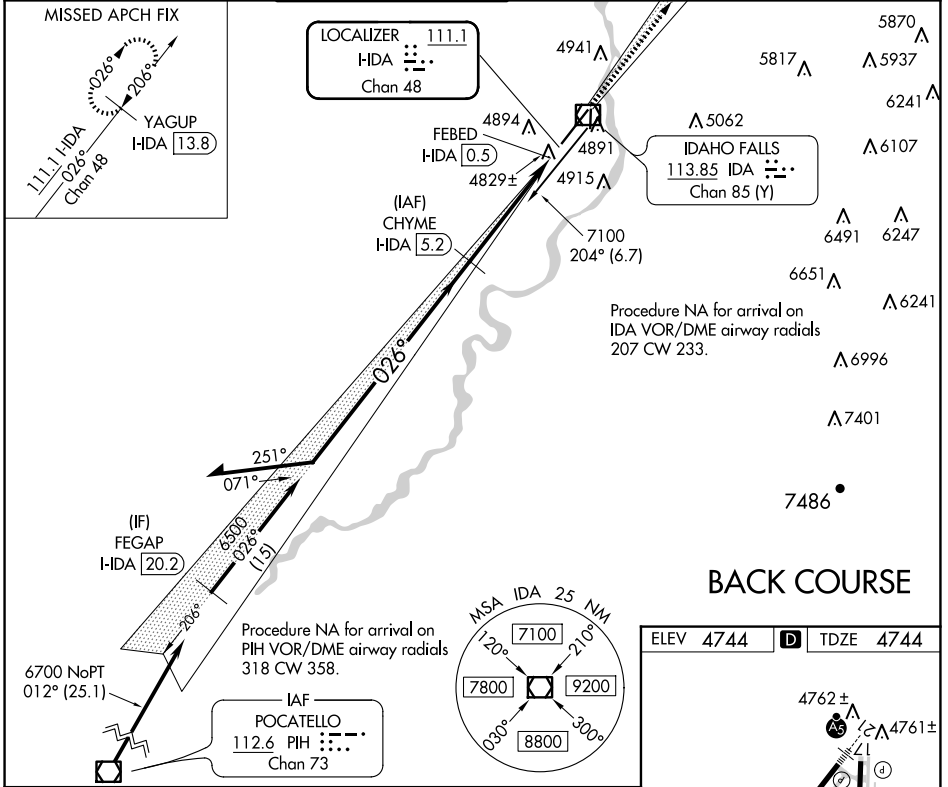 MISSED APCH FIX
026°
206°
YAGUP
I-IDA 13.8
111.1 I-IDA
026°
Chan 48
LOCALIZER 111.1
I-IDA
Chan 48
4941
5870
5817
5937
6241
4894
5062
6107
FEBED
I-IDA 0.5
4829±
4891
4915
IDAHO FALLS
113.85 IDA
Chan 85 (Y)
(IAF)
CHYME
I-IDA 5.2
7100
204° (6.7)
6491
6247
6651
6241
Procedure NA for arrival on
IDA VOR/DME airway radials
207 CW 233.
6996
026°
7401
251°
071°
7486
(IF)
FEGAP
I-IDA 20.2
6500
026°
(15)
206°
BACK COURSE
Procedure NA for arrival on
PIH VOR/DME airway radials
318 CW 358.
6700 NoPT
012° (25.1)
IAF
POCATELLO
112.6 PIH
Chan 73
MSA IDA 25 NM
120°
7100
210°
7800
9200
030°
8800
300°
ELEV 4744 D TDZE 4744
4762±
A5
21
4761±
17
P
P